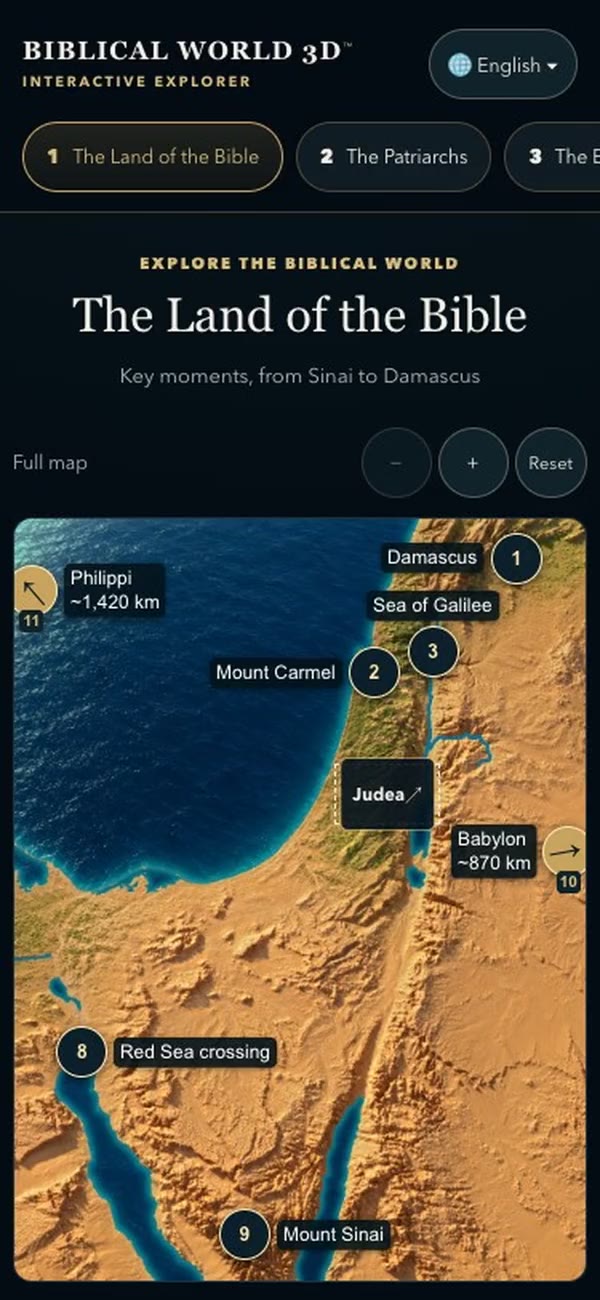 BIBLICAL WORLD 3D™
INTERACTIVE EXPLORER
English
1 The Land of the Bible
2 The Patriarchs
3 The E
EXPLORE THE BIBLICAL WORLD
The Land of the Bible
Key moments, from Sinai to Damascus
Full map
−
+
Reset
Damascus 1
Philippi
~1,420 km
11
Sea of Galilee
3
Mount Carmel 2
Judea↗
Babylon
~870 km
→
10
8 Red Sea crossing
9 Mount Sinai